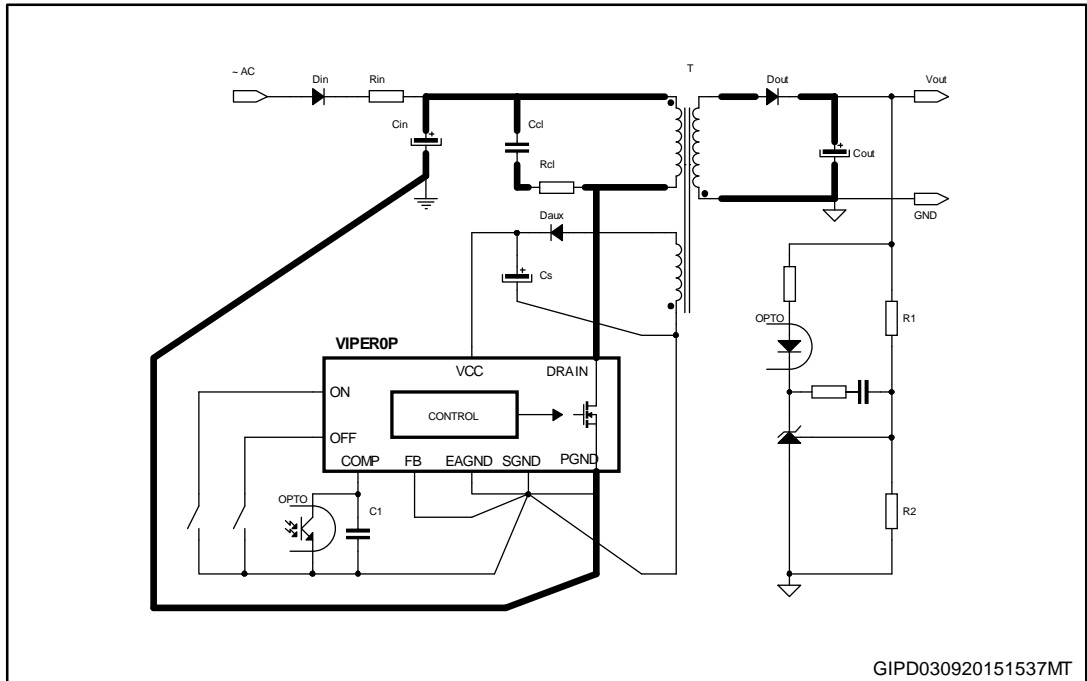 ~ AC
Din
Rin
T
Dout
Vout
Cin
+
Ccl
+
Cout
Rcl
GND
Daux
+
Cs
VIPER0P
OPTO
R1
VCC
DRAIN
ON
CONTROL
OFF
COMP
FB
EAGND
SGND
PGND
OPTO
C1
R2
GIPD030920151537MT